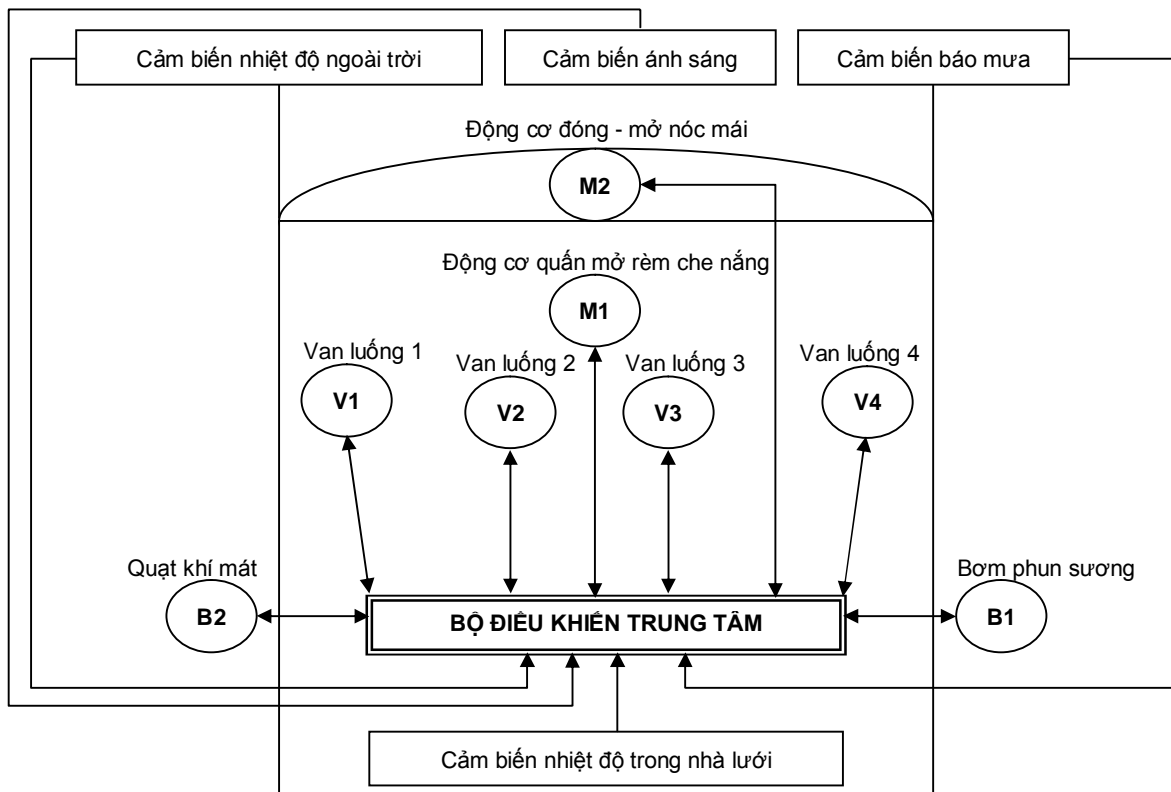 Cảm biến nhiệt độ ngoài trời
Cảm biến ánh sáng
Cảm biến báo mưa
Động cơ đóng - mở nóc mái
M2
Động cơ quấn mở rèm che nắng
M1
Van luống 1
Van luống 2
Van luống 3
Van luống 4
V1
V2
V3
V4
Quạt khí mát
Bơm phun sương
B2
BỘ ĐIỀU KHIỂN TRUNG TÂM
B1
Cảm biến nhiệt độ trong nhà lưới